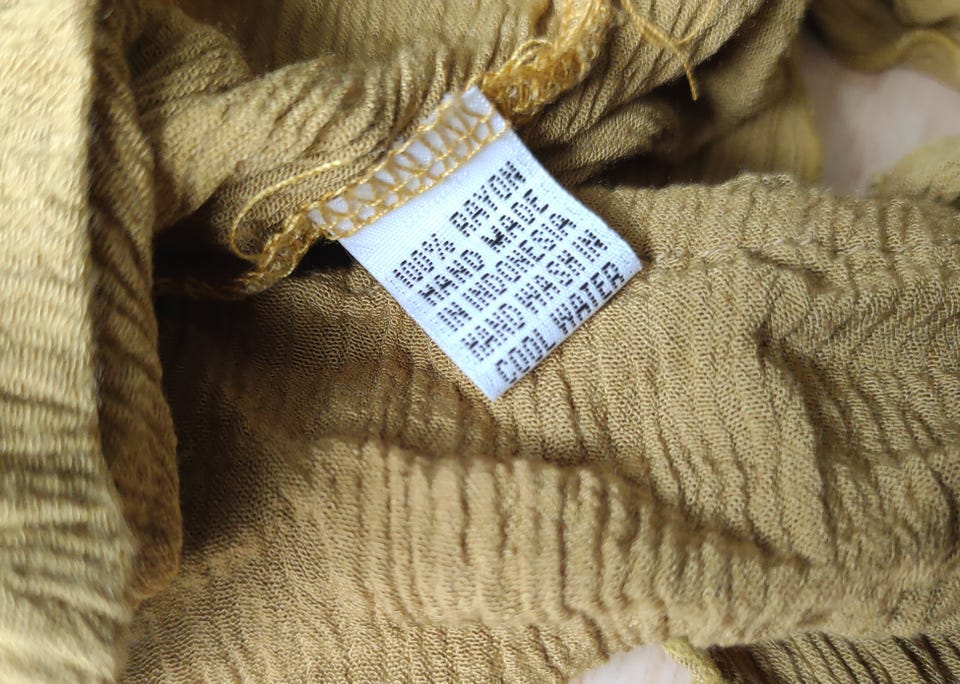 100% RAYON
HAND MADE
IN INDONESIA
HAND WASH IN
COOL WATER